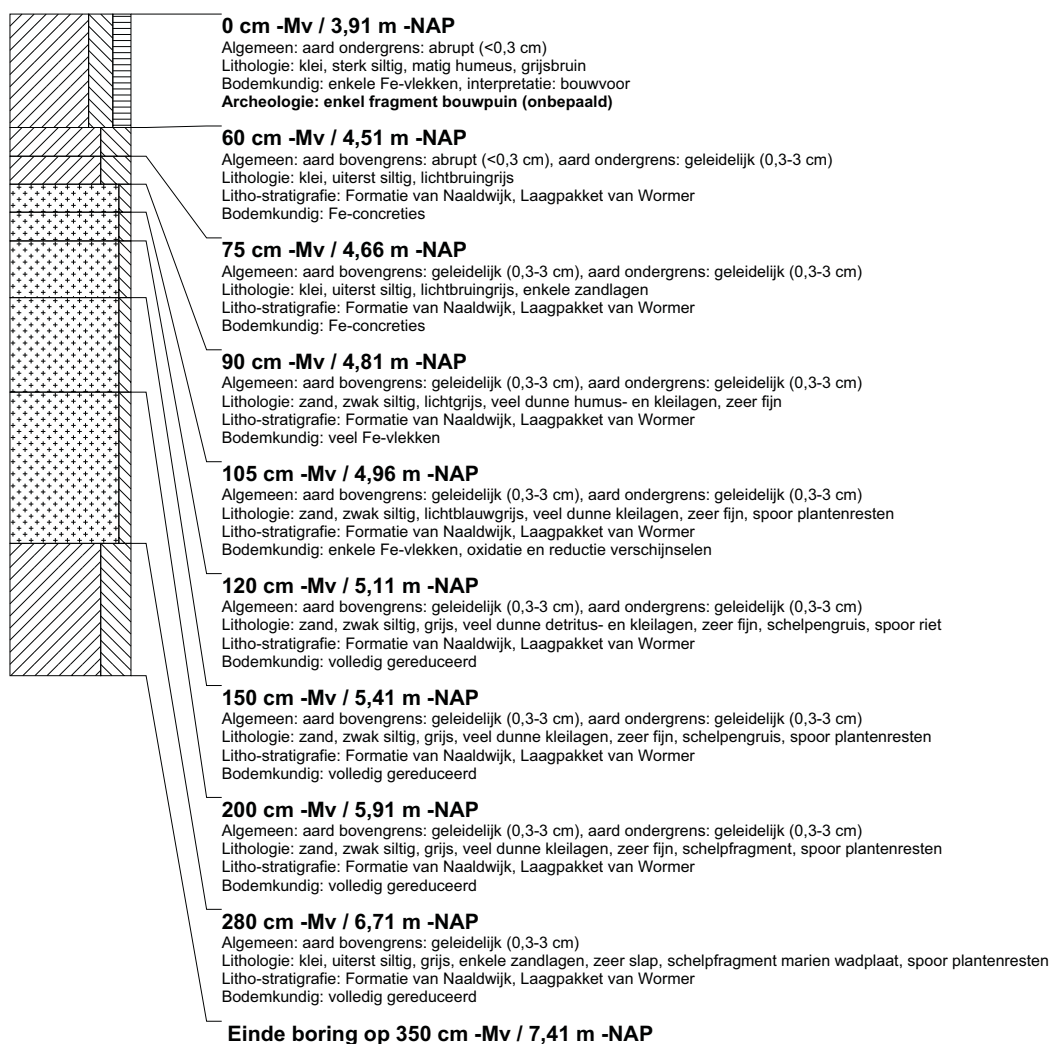 0 cm -Mv / 3,91 m -NAP
Algemeen: aard ondergrens: abrupt (<0,3 cm)
Lithologie: klei, sterk siltig, matig humeus, grijsbruin
Bodemkundig: enkele Fe-vlekken, interpretatie: bouwvoor
Archeologie: enkel fragment bouwpuin (onbepaald)
60 cm -Mv / 4,51 m -NAP
Algemeen: aard bovengrens: abrupt (<0,3 cm), aard ondergrens: geleidelijk (0,3-3 cm)
Lithologie: klei, uiterst siltig, lichtbruingrijs
Litho-stratigrafie: Formatie van Naaldwijk, Laagpakket van Wormer
Bodemkundig: Fe-concreties
75 cm -Mv / 4,66 m -NAP
Algemeen: aard bovengrens: geleidelijk (0,3-3 cm), aard ondergrens: geleidelijk (0,3-3 cm)
Lithologie: klei, uiterst siltig, lichtbruingrijs, enkele zandlagen
Litho-stratigrafie: Formatie van Naaldwijk, Laagpakket van Wormer
Bodemkundig: Fe-concreties
90 cm -Mv / 4,81 m -NAP
Algemeen: aard bovengrens: geleidelijk (0,3-3 cm), aard ondergrens: geleidelijk (0,3-3 cm)
Lithologie: zand, zwak siltig, lichtgrijs, veel dunne humus- en kleilagen, zeer fijn
Litho-stratigrafie: Formatie van Naaldwijk, Laagpakket van Wormer
Bodemkundig: veel Fe-vlekken
105 cm -Mv / 4,96 m -NAP
Algemeen: aard bovengrens: geleidelijk (0,3-3 cm), aard ondergrens: geleidelijk (0,3-3 cm)
Lithologie: zand, zwak siltig, lichtblauwgrijs, veel dunne kleilagen, zeer fijn, spoor plantenresten
Litho-stratigrafie: Formatie van Naaldwijk, Laagpakket van Wormer
Bodemkundig: enkele Fe-vlekken, oxidatie en reductie verschijnselen
120 cm -Mv / 5,11 m -NAP
Algemeen: aard bovengrens: geleidelijk (0,3-3 cm), aard ondergrens: geleidelijk (0,3-3 cm)
Lithologie: zand, zwak siltig, grijs, veel dunne detritus- en kleilagen, zeer fijn, schelpengruis, spoor riet
Litho-stratigrafie: Formatie van Naaldwijk, Laagpakket van Wormer
Bodemkundig: volledig gereduceerd
150 cm -Mv / 5,41 m -NAP
Algemeen: aard bovengrens: geleidelijk (0,3-3 cm), aard ondergrens: geleidelijk (0,3-3 cm)
Lithologie: zand, zwak siltig, grijs, veel dunne kleilagen, zeer fijn, schelpengruis, spoor plantenresten
Litho-stratigrafie: Formatie van Naaldwijk, Laagpakket van Wormer
Bodemkundig: volledig gereduceerd
200 cm -Mv / 5,91 m -NAP
Algemeen: aard bovengrens: geleidelijk (0,3-3 cm), aard ondergrens: geleidelijk (0,3-3 cm)
Lithologie: zand, zwak siltig, grijs, veel dunne kleilagen, zeer fijn, schelpfragment, spoor plantenresten
Litho-stratigrafie: Formatie van Naaldwijk, Laagpakket van Wormer
Bodemkundig: volledig gereduceerd
280 cm -Mv / 6,71 m -NAP
Algemeen: aard bovengrens: geleidelijk (0,3-3 cm)
Lithologie: klei, uiterst siltig, grijs, enkele zandlagen, zeer slap, schelpfragment marien wadplaat, spoor plantenresten
Litho-stratigrafie: Formatie van Naaldwijk, Laagpakket van Wormer
Bodemkundig: volledig gereduceerd
Einde boring op 350 cm -Mv / 7,41 m -NAP